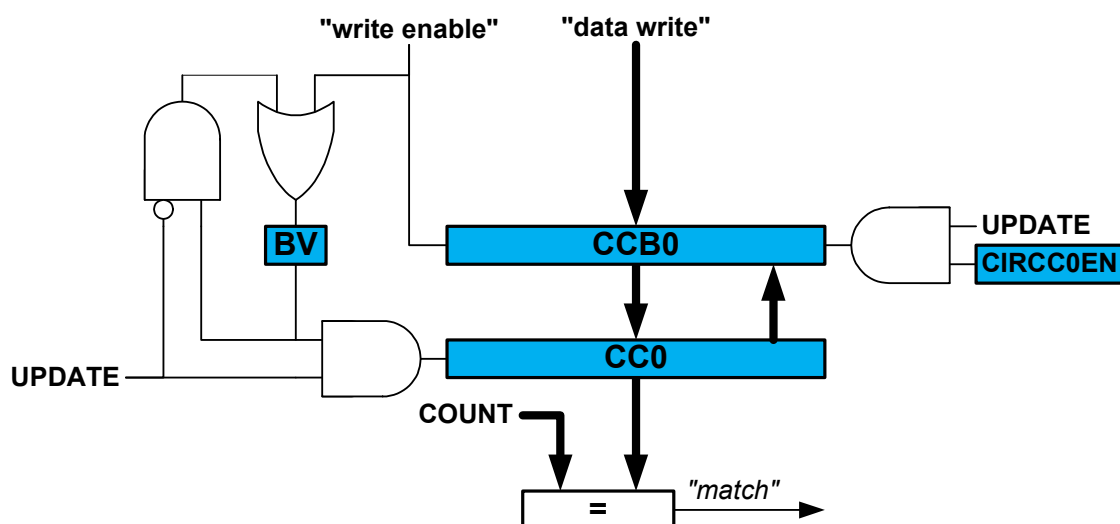 "write enable"
"data write"
BV
CCB0
UPDATE
CIRCC0EN
CC0
UPDATE
COUNT
=
"match"